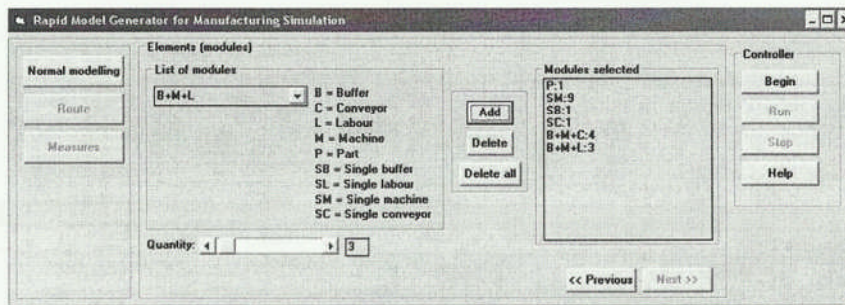 Rapid Model Generator for Manufacturing Simulation
Elements (modules)
Controller
Normal modelling
Route
Measures
List of modules
B+M+L
B = Buffer
C = Conveyor
L = Labour
M = Machine
P = Part
SB = Single buffer
SL = Single labour
SM = Single machine
SC = Single conveyor
Quantity:
3
Add
Delete
Delete all
Modules selected
P:1
SM:9
SB:1
SC:1
B+M+C:4
B+M+L:3
<< Previous
Next >>
Begin
Run
Stop
Help